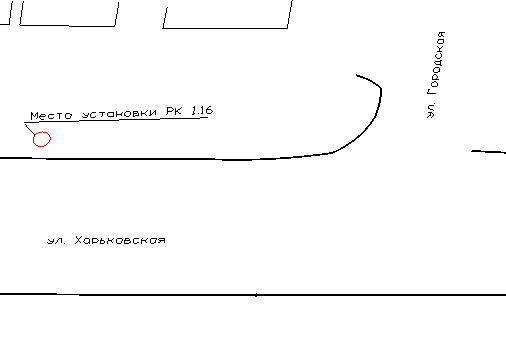 ул. Городская
Место установки РК 1.16
ул. Харьковская